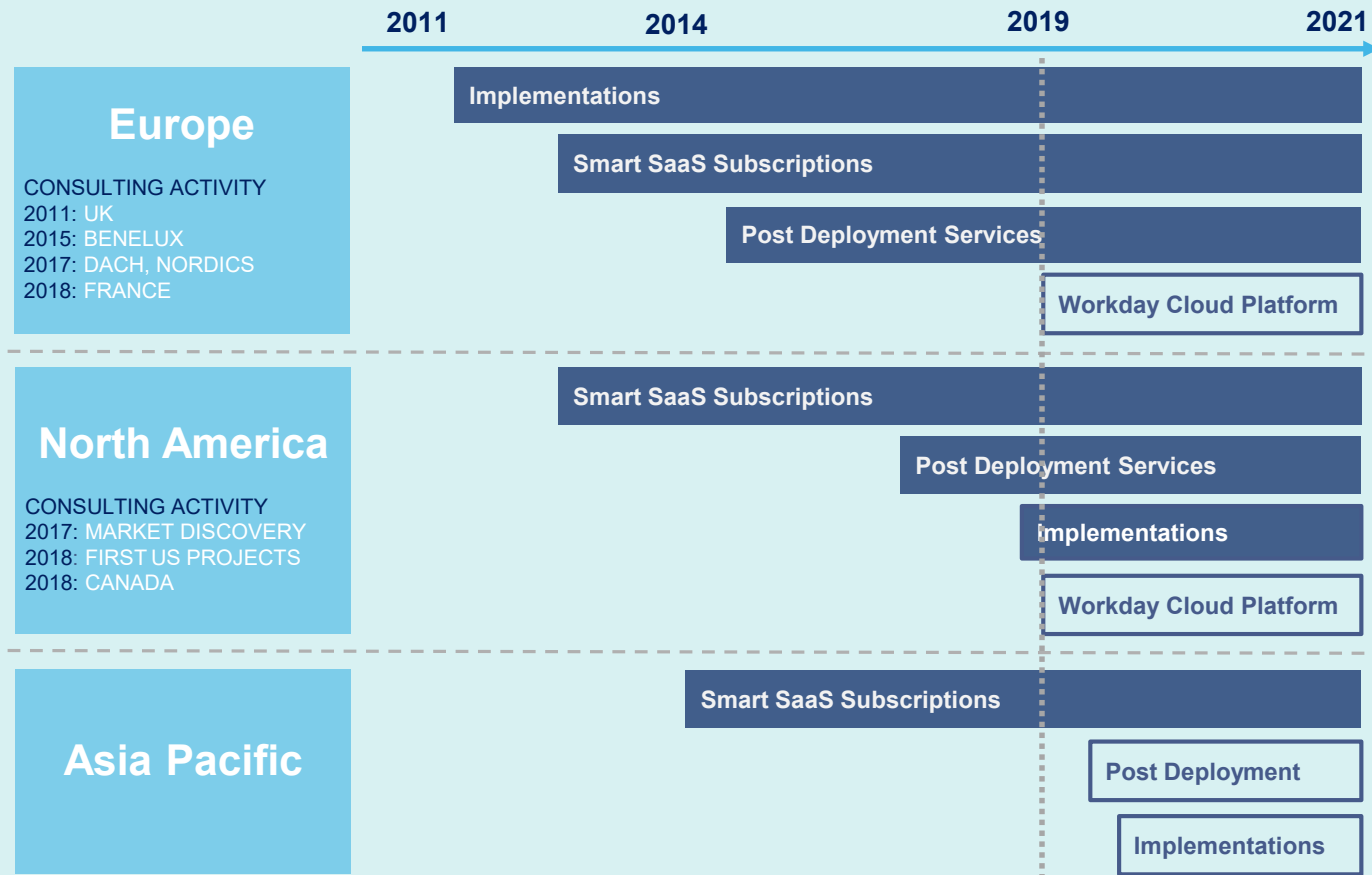 2011 2014 2019 2021
Europe
CONSULTING ACTIVITY
2011: UK
2015: BENELUX
2017: DACH, NORDICS
2018: FRANCE
Implementations
Smart SaaS Subscriptions
Post Deployment Services
Workday Cloud Platform
North America
CONSULTING ACTIVITY
2017: MARKET DISCOVERY
2018: FIRST US PROJECTS
2018: CANADA
Smart SaaS Subscriptions
Post Deployment Services
Implementations
Workday Cloud Platform
Asia Pacific
Smart SaaS Subscriptions
Post Deployment
Implementations